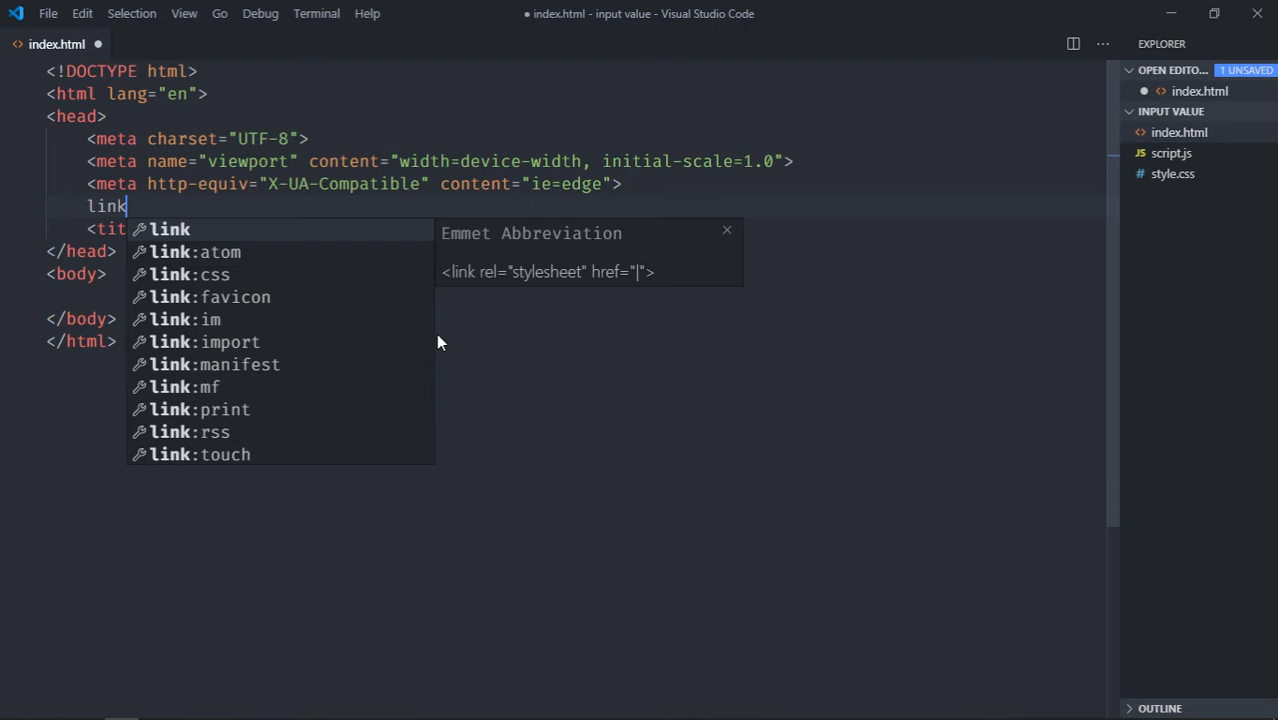 File Edit Selection View Go Debug Terminal Help
● index.html - input value - Visual Studio Code
<> index.html ●
EXPLORER
<!DOCTYPE html>
<html lang="en">
<head>
<meta charset="UTF-8">
<meta name="viewport" content="width=device-width, initial-scale=1.0">
<meta http-equiv="X-UA-Compatible" content="ie=edge">
link
<tit
</head>
<body>
</body>
</html>
link
link:atom
link:css
link:favicon
link:im
link:import
link:manifest
link:mf
link:print
link:rss
link:touch
Emmet Abbreviation
<link rel="stylesheet" href="|">
OPEN EDITO... 1 UNSAVED
● <> index.html
INPUT VALUE
<> index.html
JS script.js
# style.css
OUTLINE